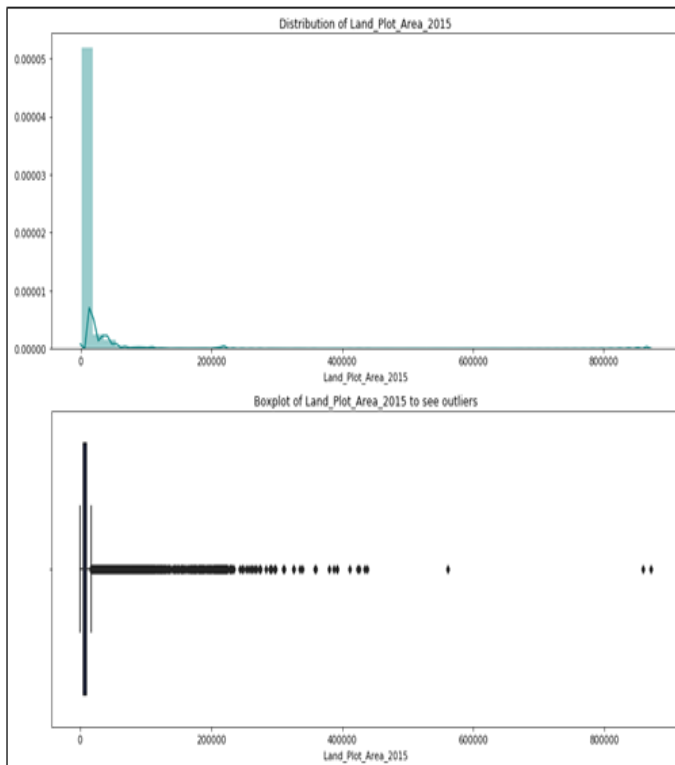 Distribution of Land_Plot_Area_2015
0.00005
0.00004
0.00003
0.00002
0.00001
0.00000
0 200000 400000 600000 800000
Land_Plot_Area_2015
Boxplot of Land_Plot_Area_2015 to see outliers
0 200000 400000 600000 800000
Land_Plot_Area_2015